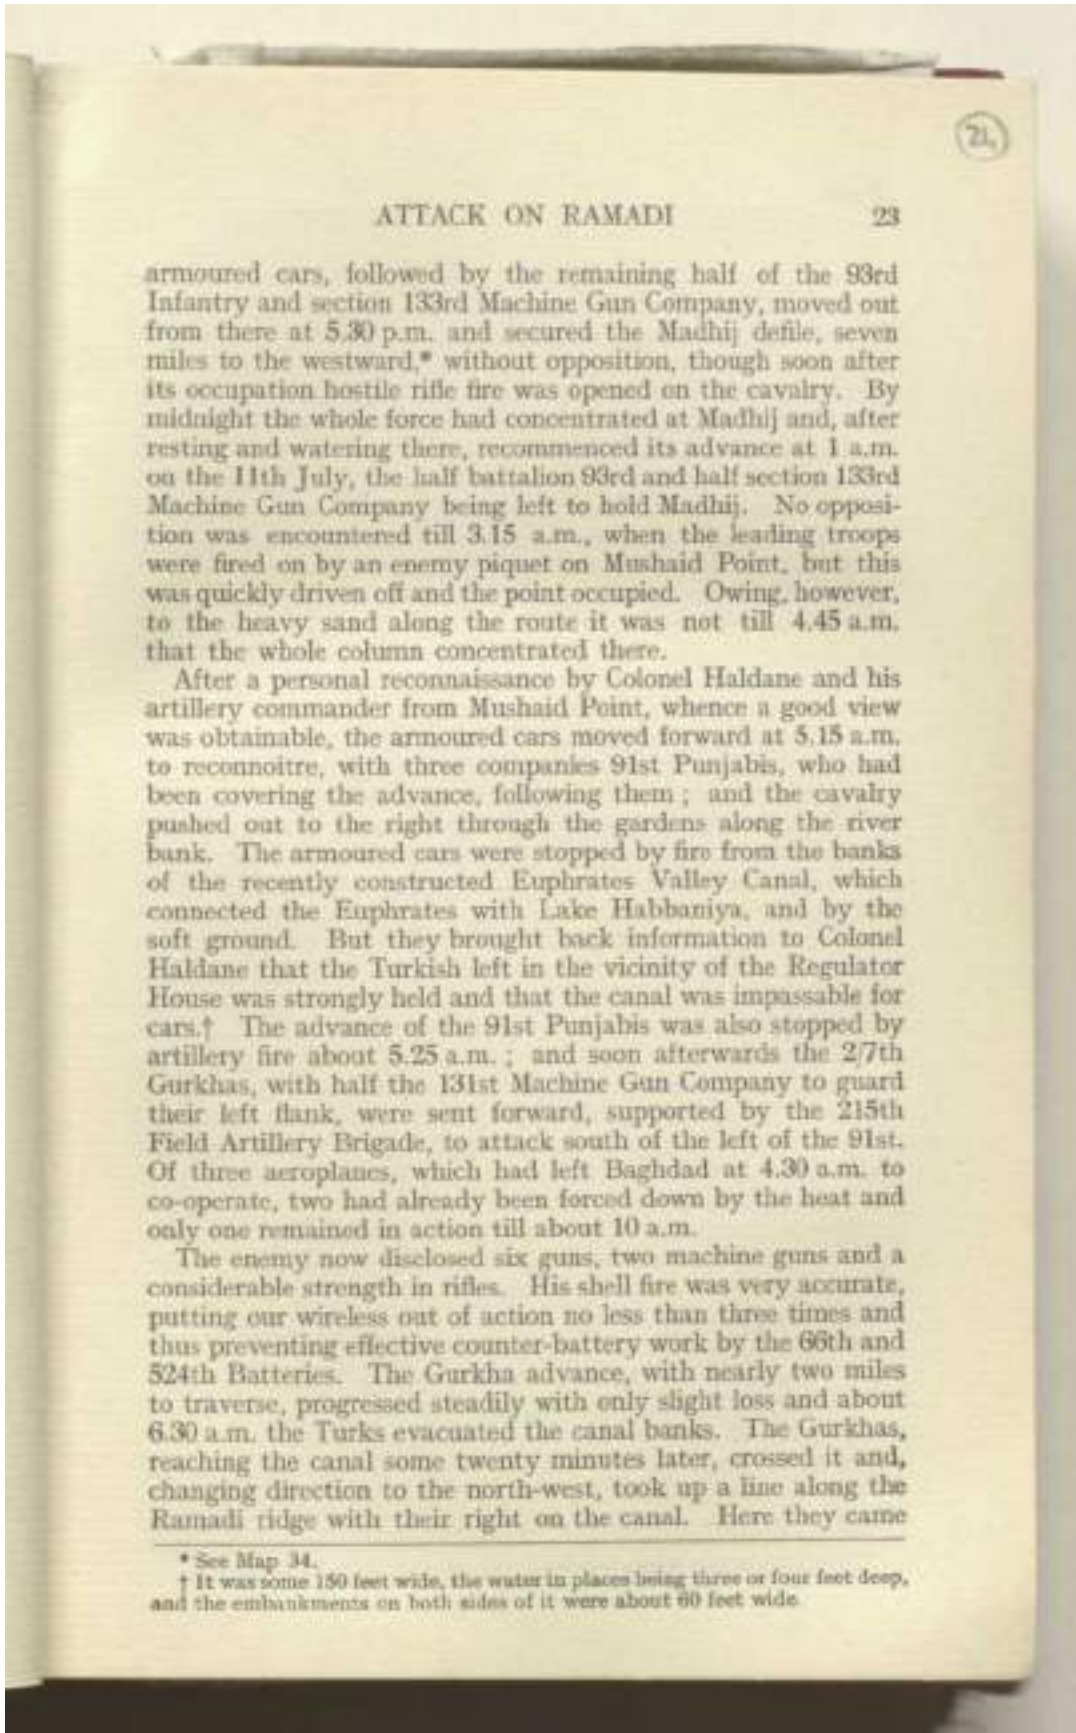 ATTACK ON RAMADI 23
armoured cars, followed by the remaining half of the 93rd
Infantry and section 133rd Machine Gun Company, moved out
from there at 5.30 p.m. and secured the Madhij defile, seven
miles to the westward,* without opposition, though soon after
its occupation hostile rifle fire was opened on the cavalry. By
midnight the whole force had concentrated at Madhij and, after
resting and watering there, recommenced its advance at 1 a.m.
on the 11th July, the half battalion 93rd and half section 133rd
Machine Gun Company being left to hold Madhij. No opposi-
tion was encountered till 3.15 a.m., when the leading troops
were fired on by an enemy piquet on Mushaid Point, but this
was quickly driven off and the point occupied. Owing, however,
to the heavy sand along the route it was not till 4.45 a.m.
that the whole column concentrated there.
After a personal reconnaissance by Colonel Haldane and his
artillery commander from Mushaid Point, whence a good view
was obtainable, the armoured cars moved forward at 5.15 a.m.
to reconnoitre, with three companies 91st Punjabis, who had
been covering the advance, following them ; and the cavalry
pushed out to the right through the gardens along the river
bank. The armoured cars were stopped by fire from the banks
of the recently constructed Euphrates Valley Canal, which
connected the Euphrates with Lake Habbaniya, and by the
soft ground. But they brought back information to Colonel
Haldane that the Turkish left in the vicinity of the Regulator
House was strongly held and that the canal was impassable for
cars.† The advance of the 91st Punjabis was also stopped by
artillery fire about 5.25 a.m. ; and soon afterwards the 2/7th
Gurkhas, with half the 131st Machine Gun Company to guard
their left flank, were sent forward, supported by the 215th
Field Artillery Brigade, to attack south of the left of the 91st.
Of three aeroplanes, which had left Baghdad at 4.30 a.m. to
co-operate, two had already been forced down by the heat and
only one remained in action till about 10 a.m.
The enemy now disclosed six guns, two machine guns and a
considerable strength in rifles. His shell fire was very accurate,
putting our wireless out of action no less than three times and
thus preventing effective counter-battery work by the 66th and
524th Batteries. The Gurkha advance, with nearly two miles
to traverse, progressed steadily with only slight loss and about
6.30 a.m. the Turks evacuated the canal banks. The Gurkhas,
reaching the canal some twenty minutes later, crossed it and,
changing direction to the north-west, took up a line along the
Ramadi ridge with their right on the canal. Here they came
* See Map 34.
† It was some 150 feet wide, the water in places being three or four feet deep,
and the embankments on both sides of it were about 60 feet wide.